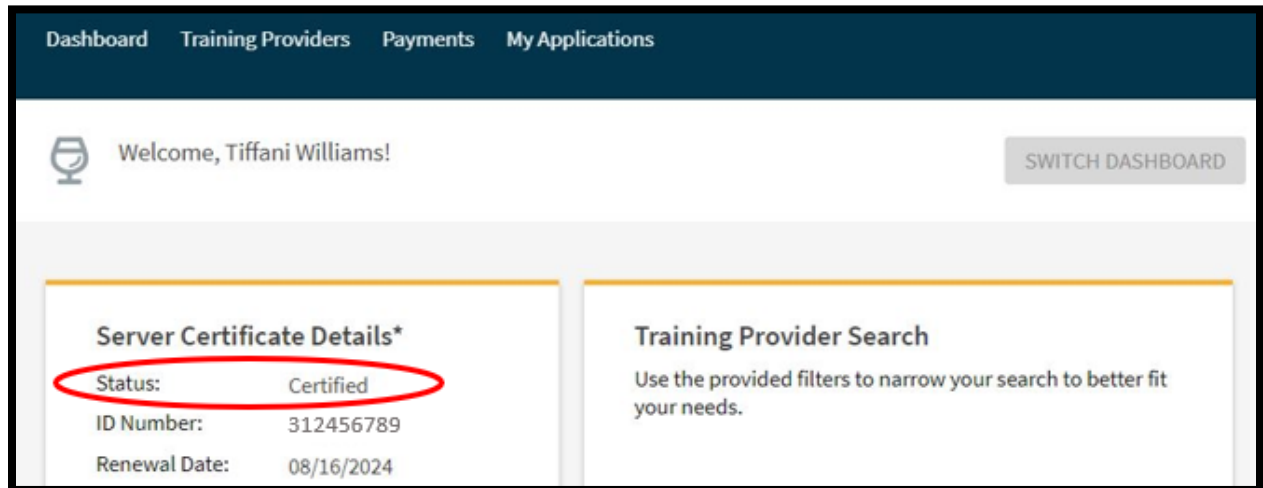 Dashboard Training Providers Payments My Applications
Welcome, Tiffani Williams!
SWITCH DASHBOARD
Server Certificate Details*
Status: Certified
ID Number: 312456789
Renewal Date: 08/16/2024
Training Provider Search
Use the provided filters to narrow your search to better fit
your needs.